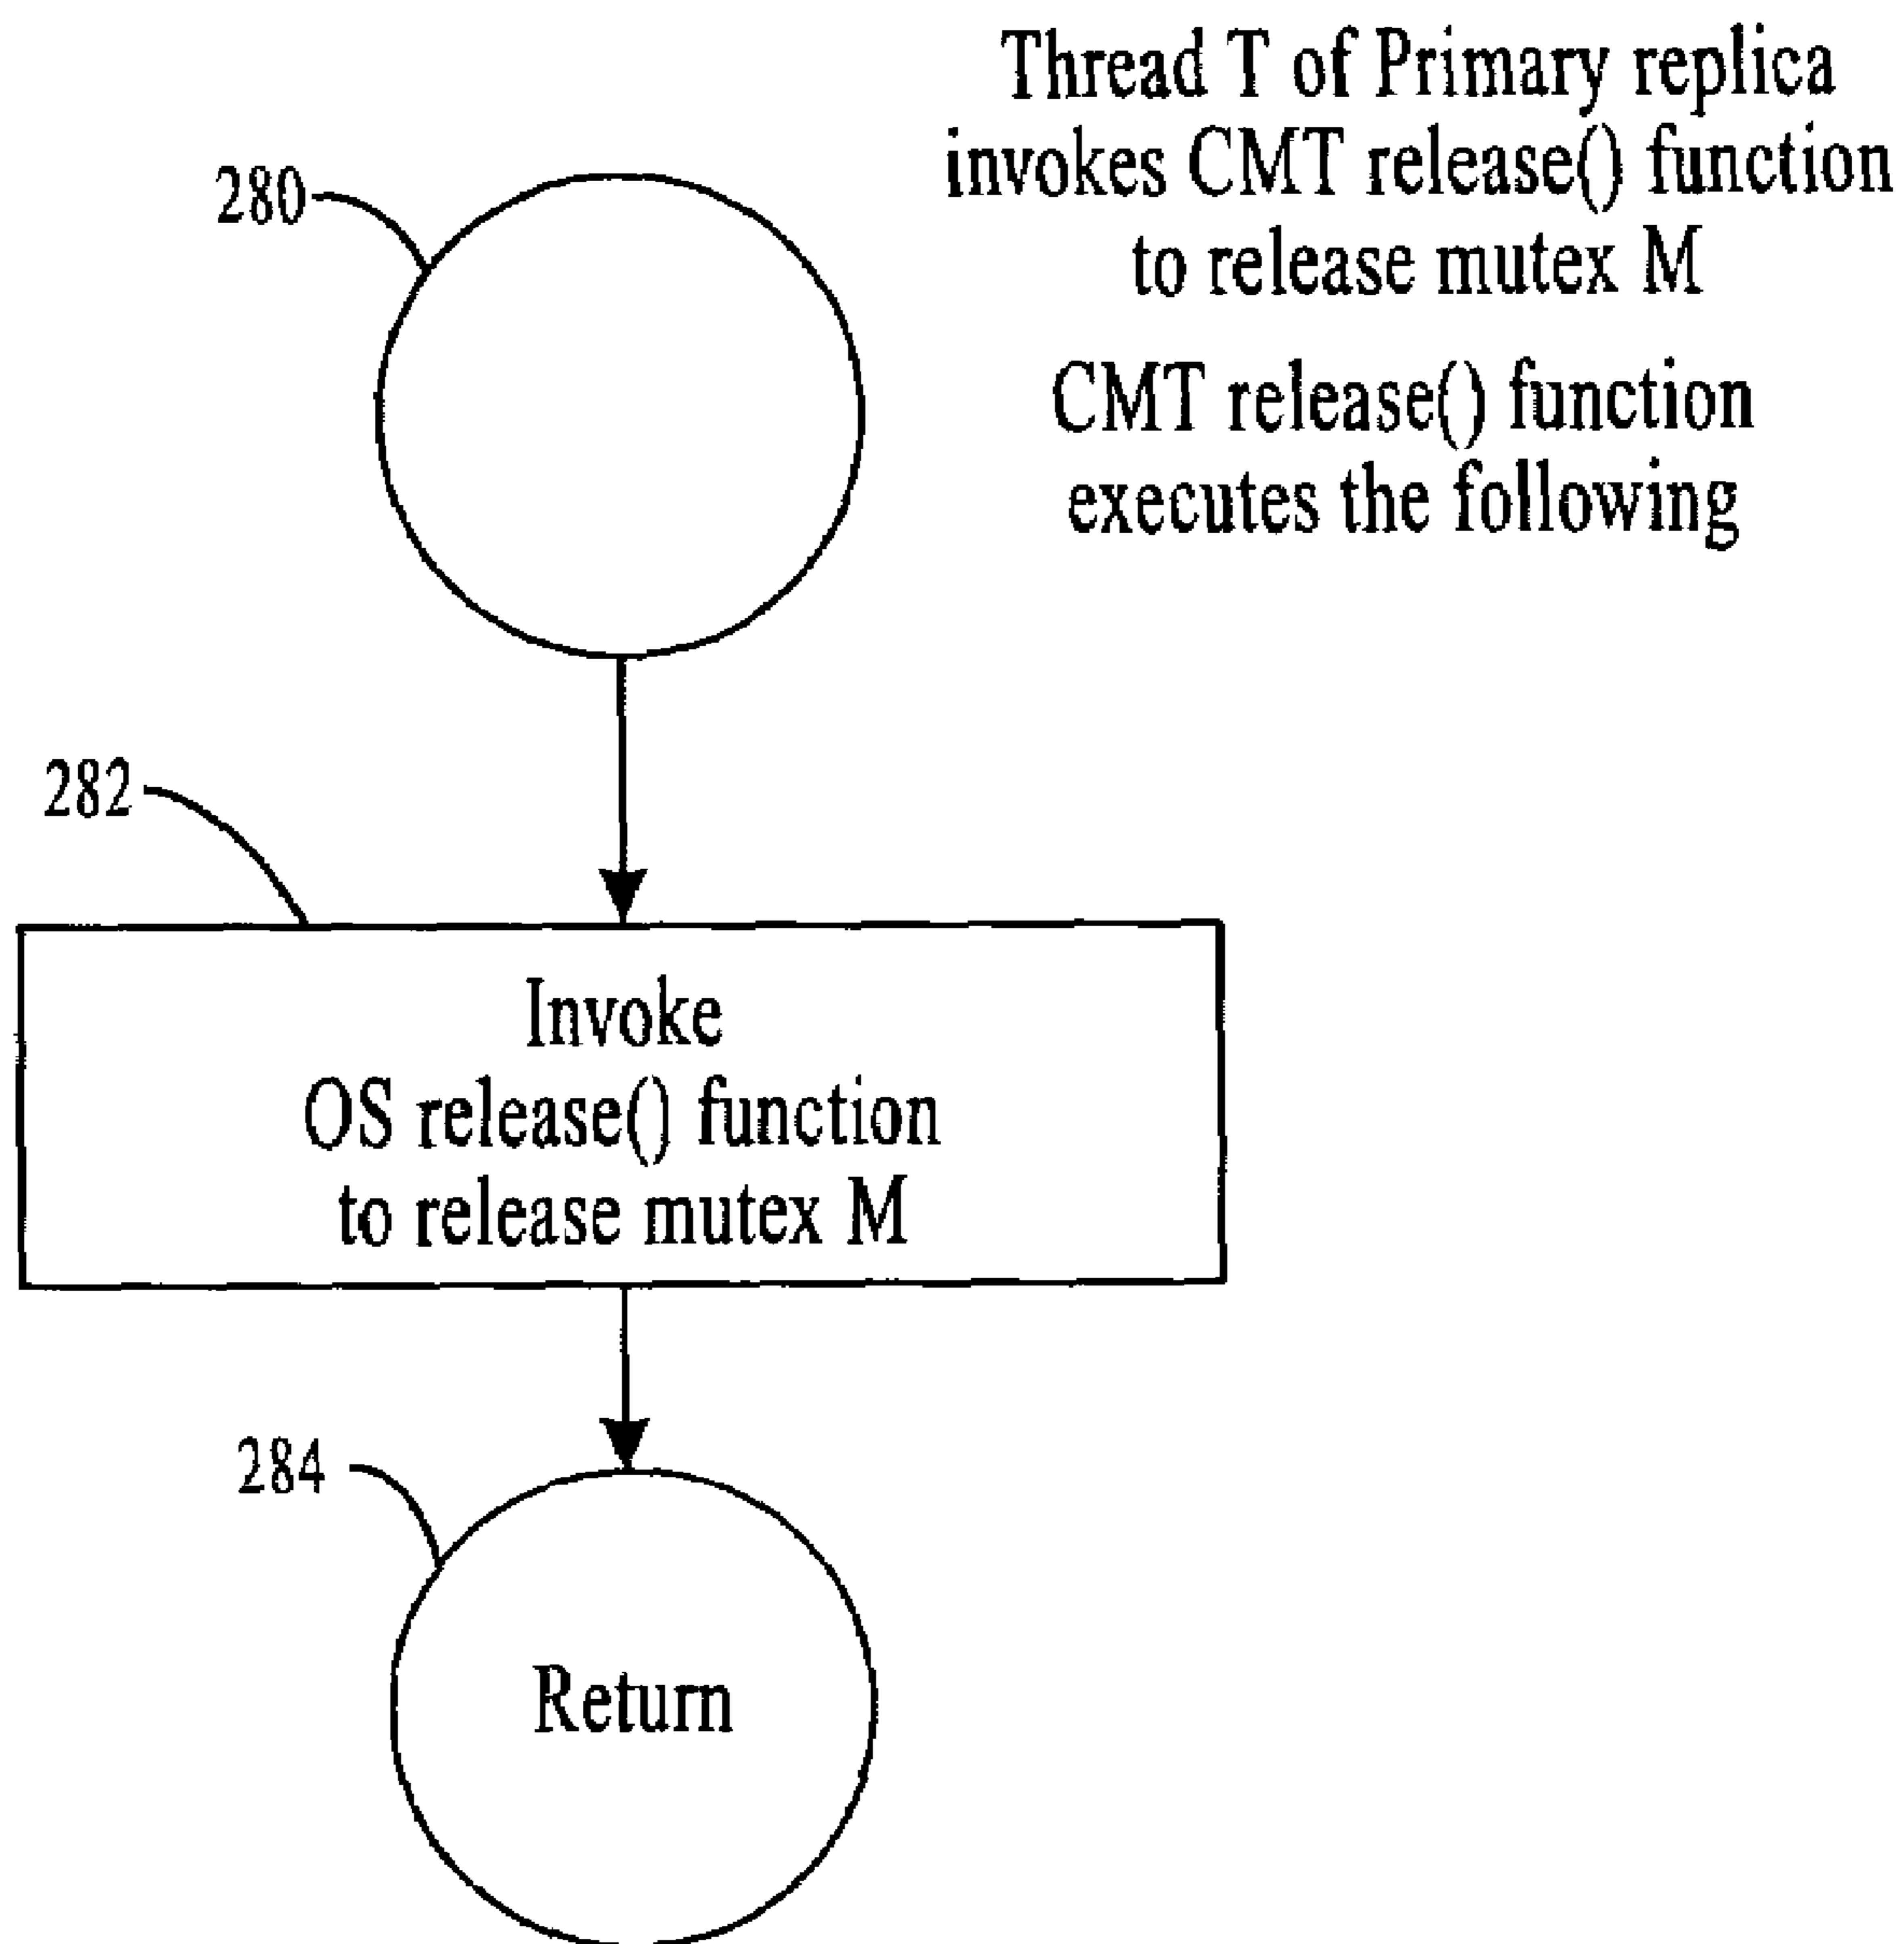 Thread T of Primary replica
invokes CMT release() function
to release mutex M
CMT release() function
executes the following
280
282
Invoke
OS release() function
to release mutex M
284
Return